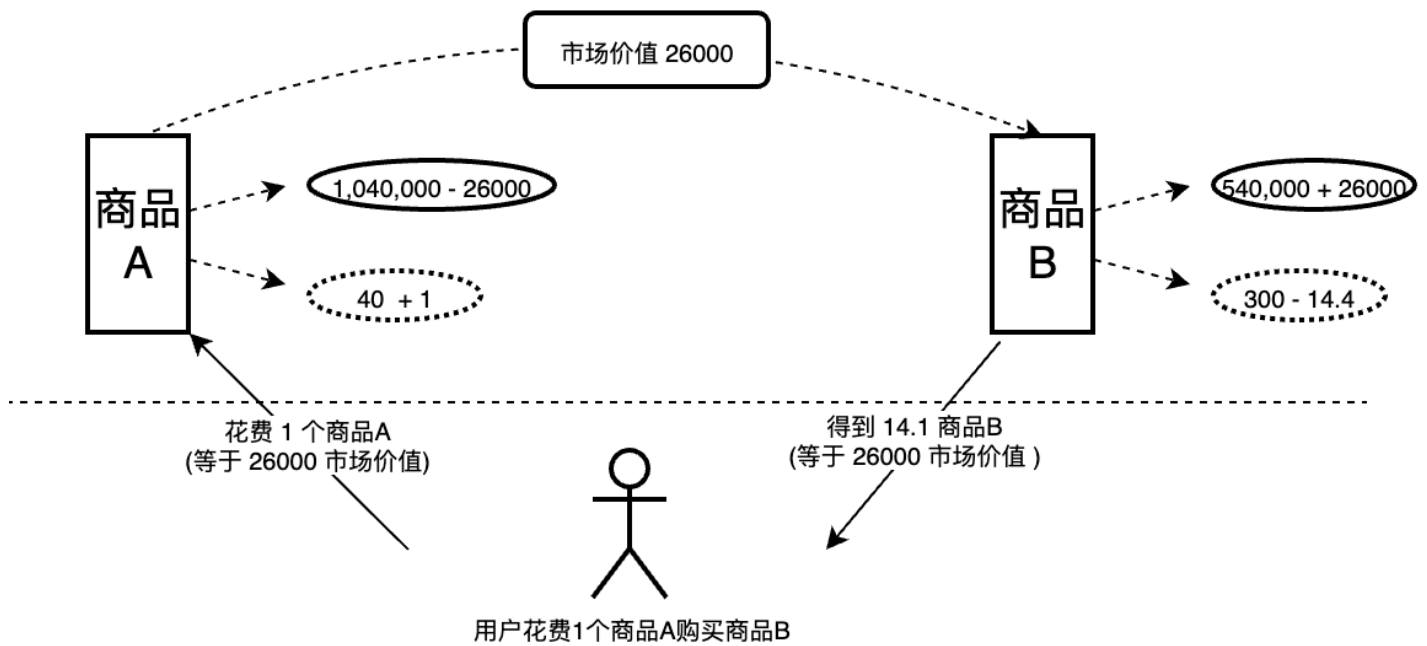 市场价值 26000
商品
A
1,040,000 - 26000
40 + 1
商品
B
540,000 + 26000
300 - 14.4
花费 1 个商品A
(等于 26000 市场价值)
得到 14.1 商品B
(等于 26000 市场价值 )
用户花费1个商品A购买商品B